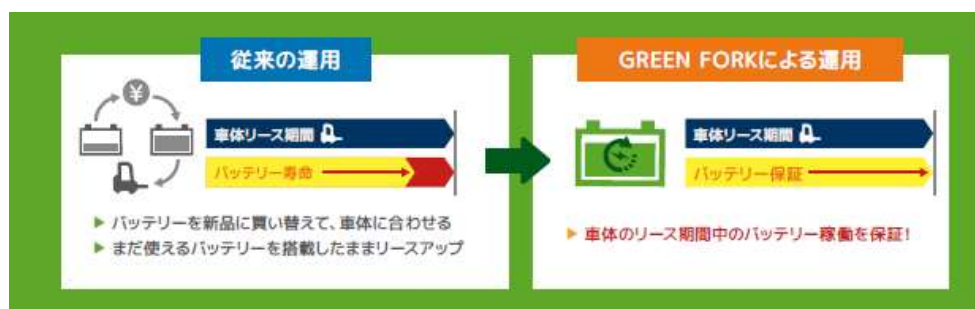 従来の運用
¥
車体リース期間
バッテリー寿命
▶ バッテリーを新品に買い替えて、車体に合わせる
▶ まだ使えるバッテリーを搭載したままリースアップ
GREEN FORKによる運用
車体リース期間
バッテリー保証
▶ 車体のリース期間中のバッテリー稼働を保証!